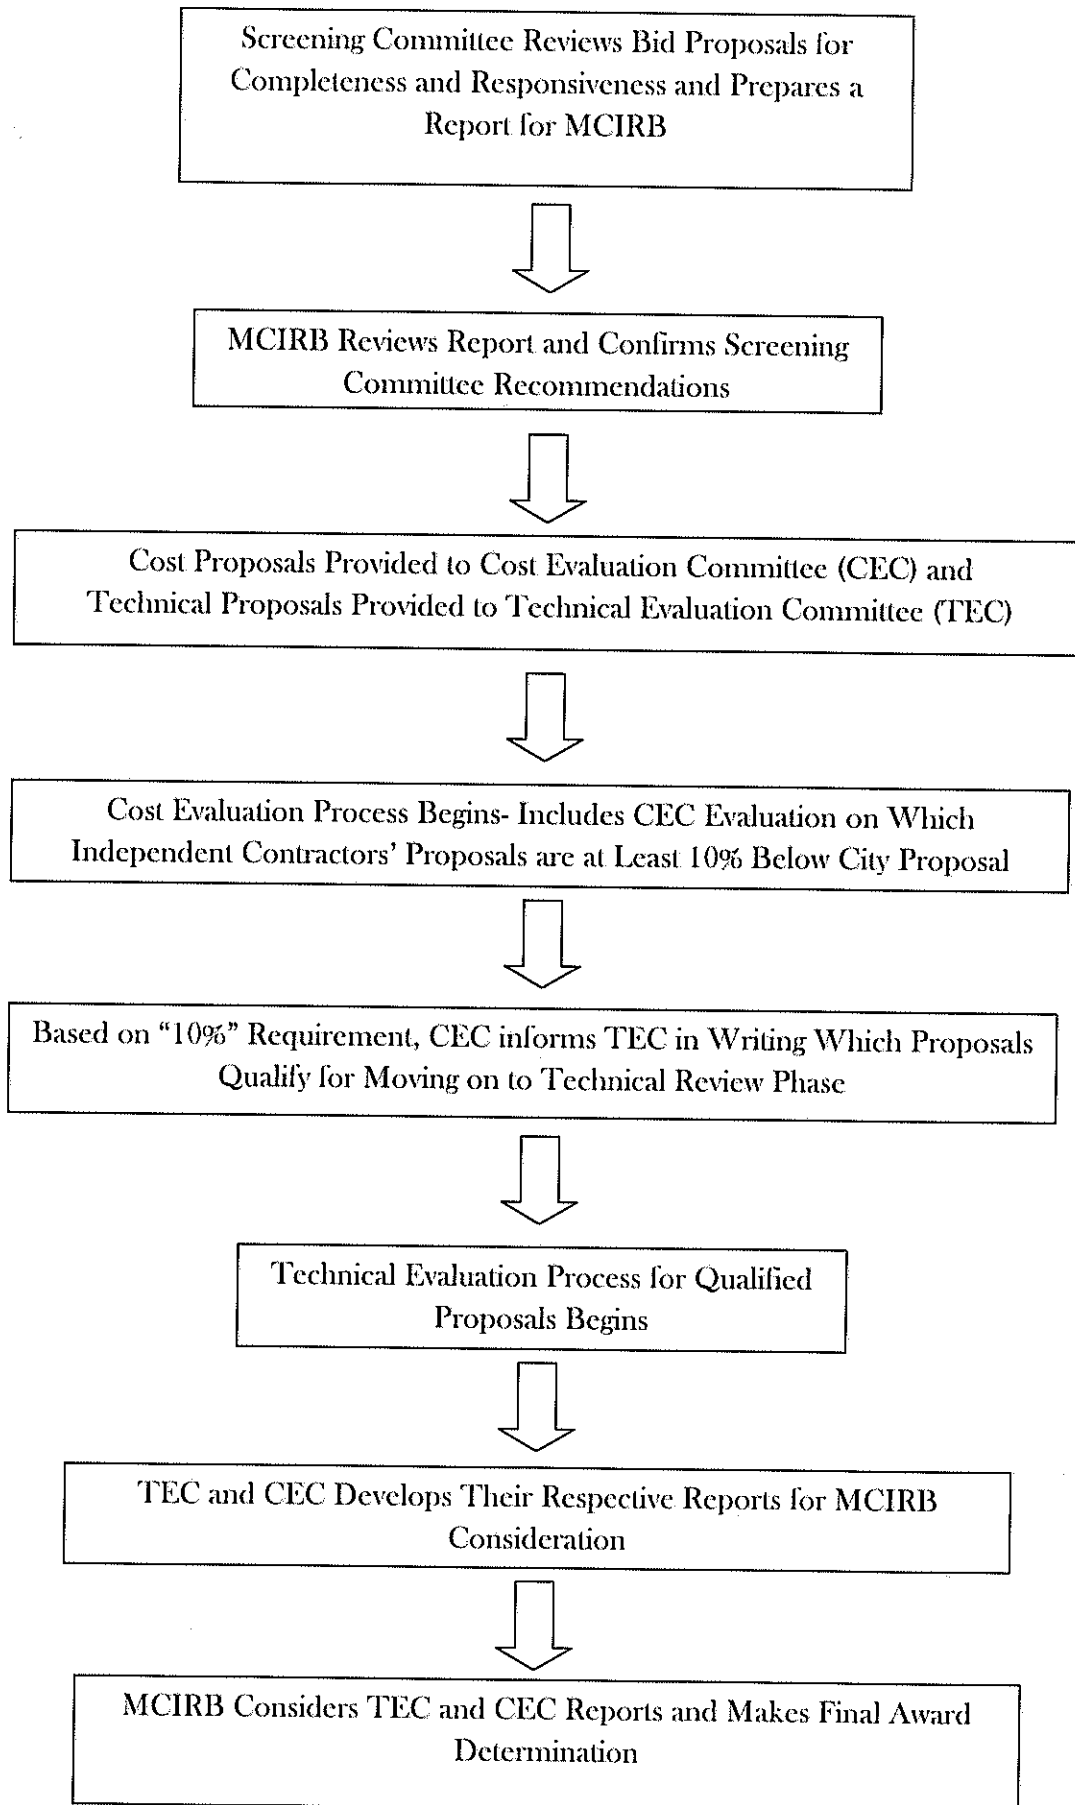 Screening Committee Reviews Bid Proposals for
Completeness and Responsiveness and Prepares a
Report for MCIRB
MCIRB Reviews Report and Confirms Screening
Committee Recommendations
Cost Proposals Provided to Cost Evaluation Committee (CEC) and
Technical Proposals Provided to Technical Evaluation Committee (TEC)
Cost Evaluation Process Begins- Includes CEC Evaluation on Which
Independent Contractors' Proposals are at Least 10% Below City Proposal
Based on “10%” Requirement, CEC informs TEC in Writing Which Proposals
Qualify for Moving on to Technical Review Phase
Technical Evaluation Process for Qualified
Proposals Begins
TEC and CEC Develops Their Respective Reports for MCIRB
Consideration
MCIRB Considers TEC and CEC Reports and Makes Final Award
Determination